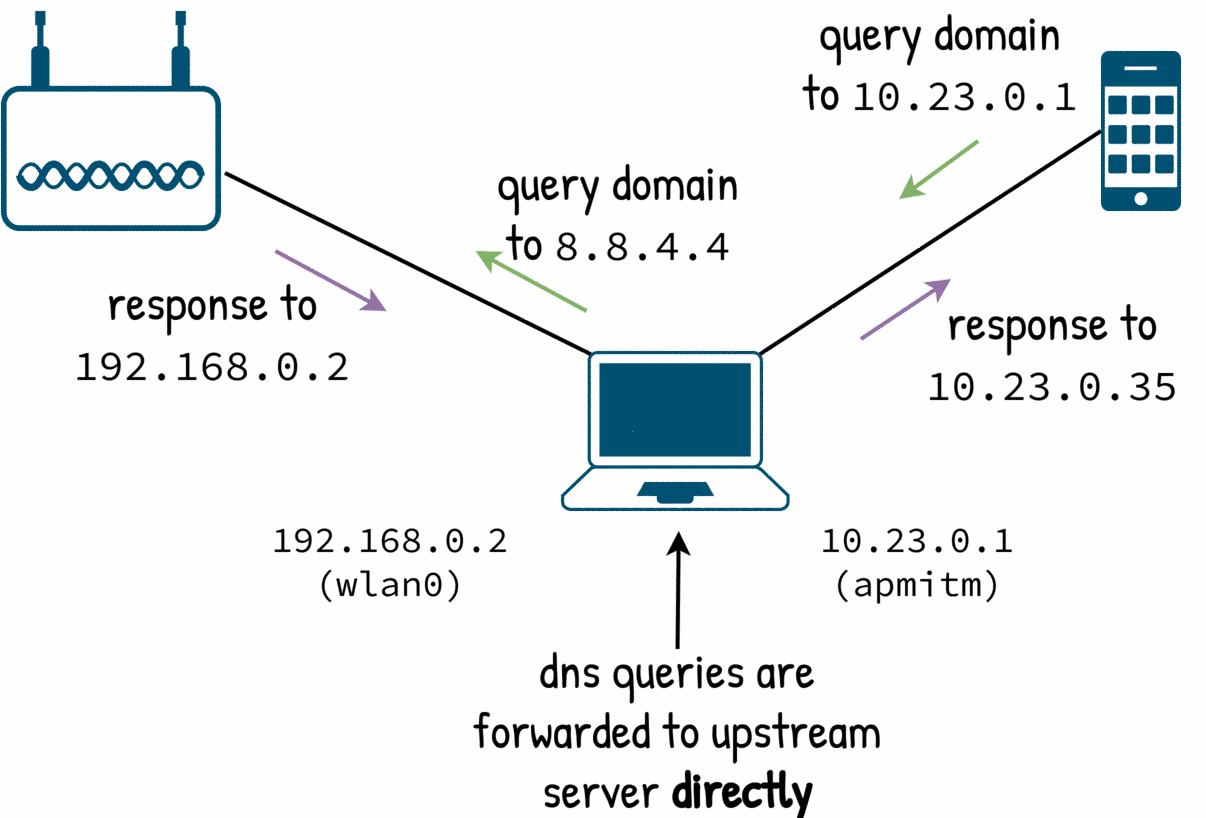 query domain
to 10.23.0.1
query domain
to 8.8.4.4
response to
192.168.0.2
response to
10.23.0.35
192.168.0.2
(wlan0)
10.23.0.1
(apmitm)
dns queries are
forwarded to upstream
server directly